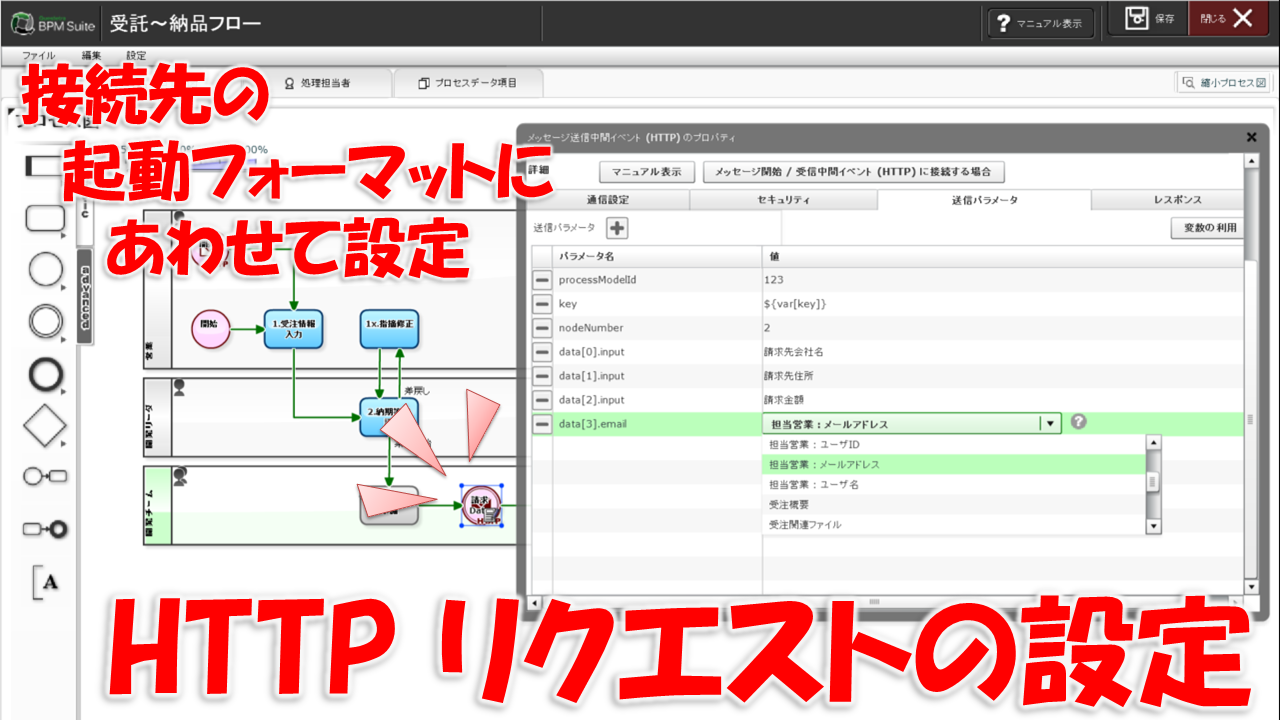 BPM Suite
受託～納品フロー
? マニュアル表示
保存
閉じる
ファイル 編集 設定
処理担当者
プロセスデータ項目
縮小プロセス図
接続先の
起動フォーマットに
あわせて設定
advanced
営業
開始
1.受注情報
入力
1x.指摘修正
差戻し
開発リーダ
開発チーム
請求
HTTP
A
メッセージ送信中間イベント (HTTP) のプロパティ
詳細
マニュアル表示
メッセージ開始 / 受信中間イベント (HTTP) に接続する場合
通信設定 セキュリティ 送信パラメータ レスポンス
送信パラメータ
変数の利用
パラメータ名 値
processModelId 123
key ${var[key]}
nodeNumber 2
data[0].input 請求先会社名
data[1].input 請求先住所
data[2].input 請求金額
data[3].email 担当営業：メールアドレス
担当営業：ユーザID
担当営業：メールアドレス
担当営業：ユーザ名
受注概要
受注関連ファイル
HTTP リクエストの設定